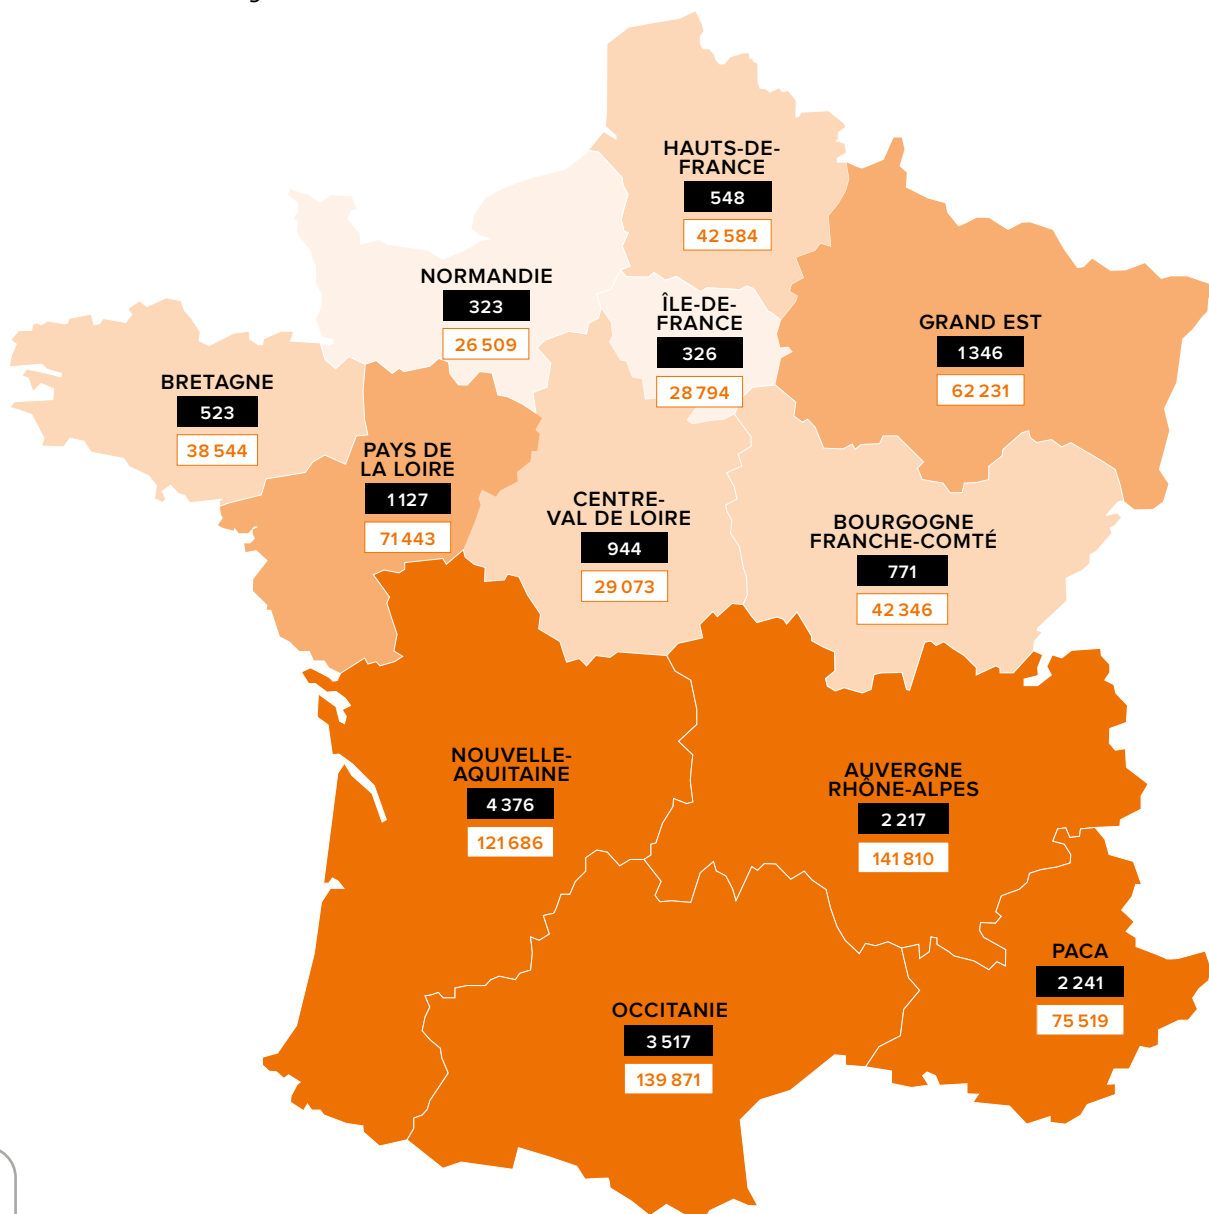 HAUTS-DE-
FRANCE
548
42 584
NORMANDIE
323
26 509
ÎLE-DE-
FRANCE
326
28 794
GRAND EST
1 346
62 231
BRETAGNE
523
38 544
PAYS DE
LA LOIRE
1 127
71 443
CENTRE-
VAL DE LOIRE
944
29 073
BOURGOGNE
FRANCHE-COMTÉ
771
42 346
NOUVELLE-
AQUITAINE
4 376
121 686
AUVERGNE
RHÔNE-ALPES
2 217
141 810
PACA
2 241
75 519
OCCITANIE
3 517
139 871